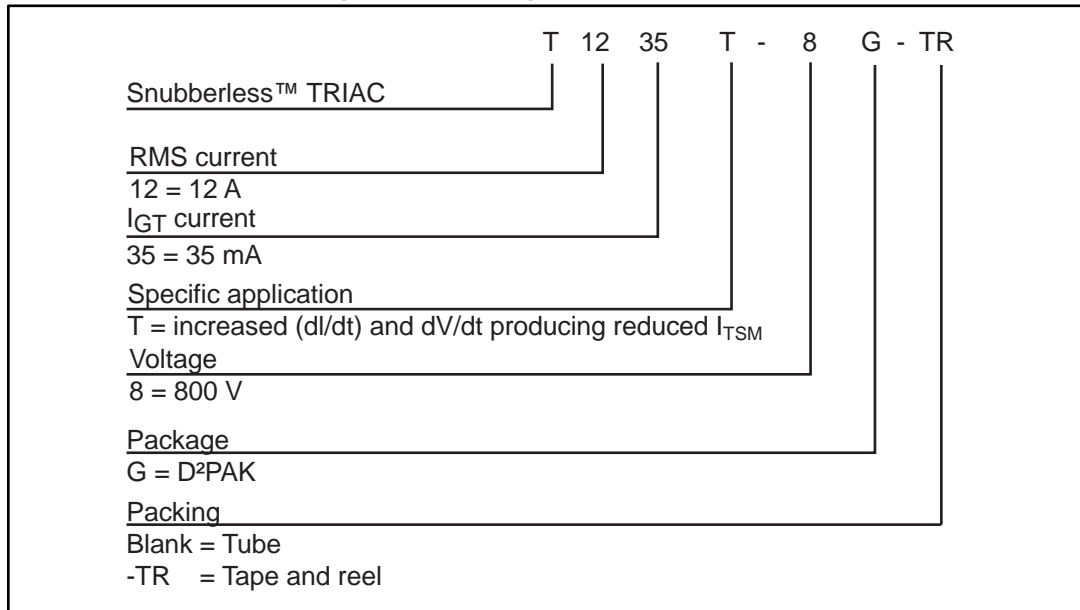 T 12 35 T - 8 G - TR
Snubberless™ TRIAC
RMS current
12 = 12 A
IGT current
35 = 35 mA
Specific application
T = increased (dI/dt) and dV/dt producing reduced ITSM
Voltage
8 = 800 V
Package
G = D²PAK
Packing
Blank = Tube
-TR = Tape and reel